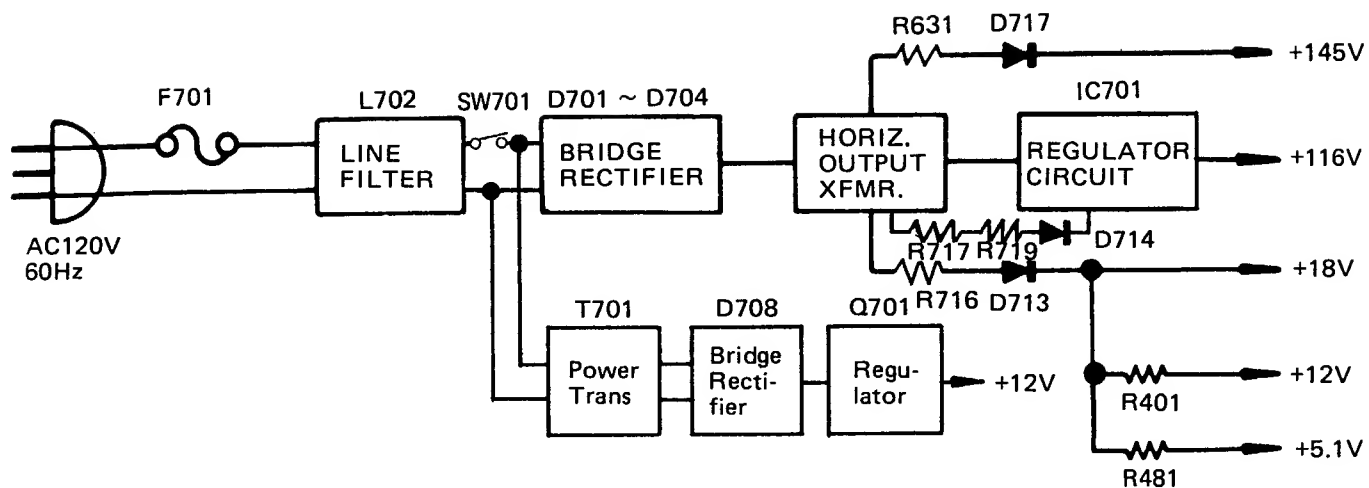 R631
D717
+145V
F701
L702
SW701
D701 ~ D704
IC701
LINE
FILTER
BRIDGE
RECTIFIER
HORIZ.
OUTPUT
XFMR.
REGULATOR
CIRCUIT
+116V
AC120V
60Hz
R717
R719
D714
+18V
R716
D713
T701
D708
Q701
Power
Trans
Bridge
Recti-
fier
Regu-
lator
+12V
+12V
R401
+5.1V
R481